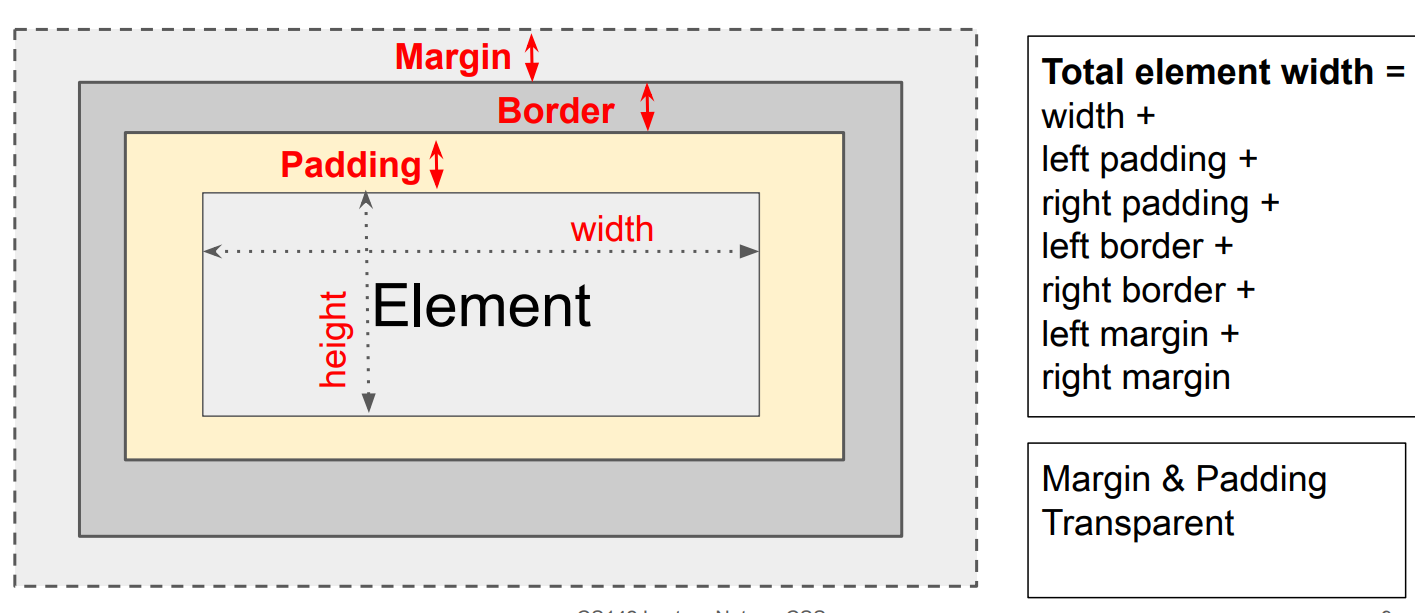 Margin
Border
Padding
width
height
Element
Total element width =
width +
left padding +
right padding +
left border +
right border +
left margin +
right margin
Margin & Padding
Transparent